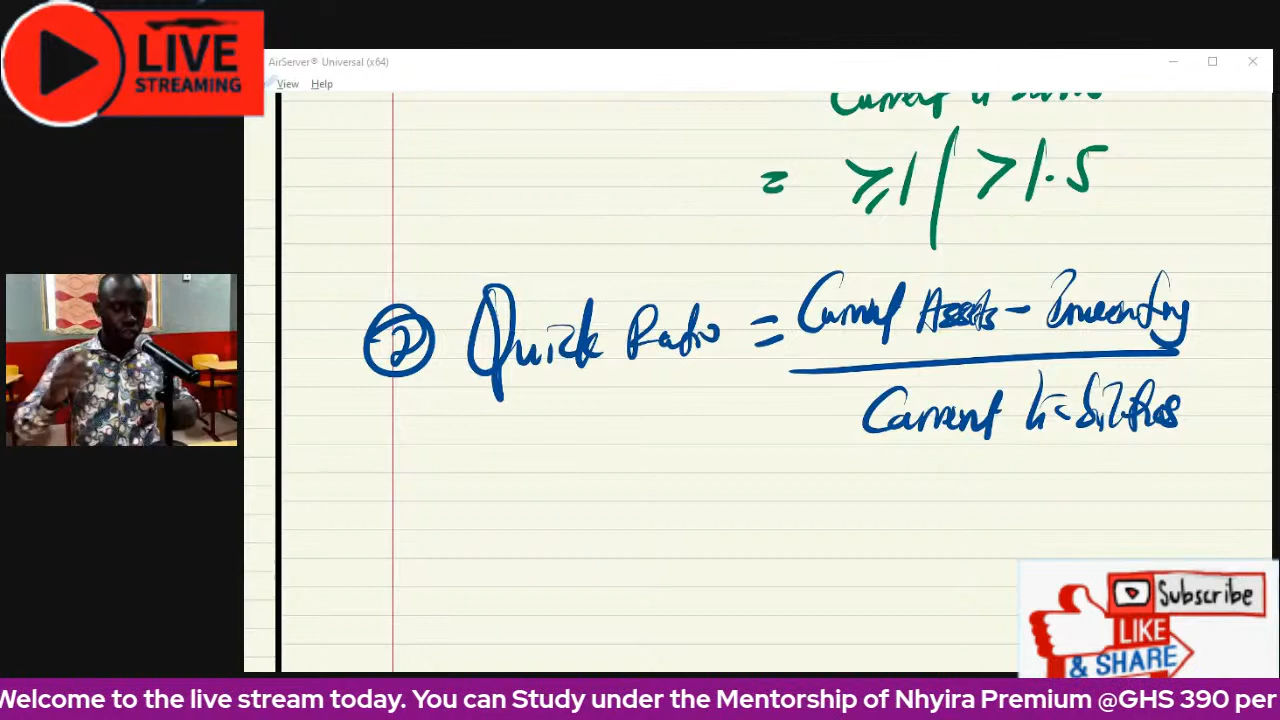 LIVE
STREAMING
AirServer® Universal (x64)
View Help
Current
= ≥1 / >1.5
② Quick Ratio = Current Assets - Inventory
Current Liabilities
Subscribe
LIKE
& SHARE
Welcome to the live stream today. You can Study under the Mentorship of Nhyira Premium @GHS 390 per